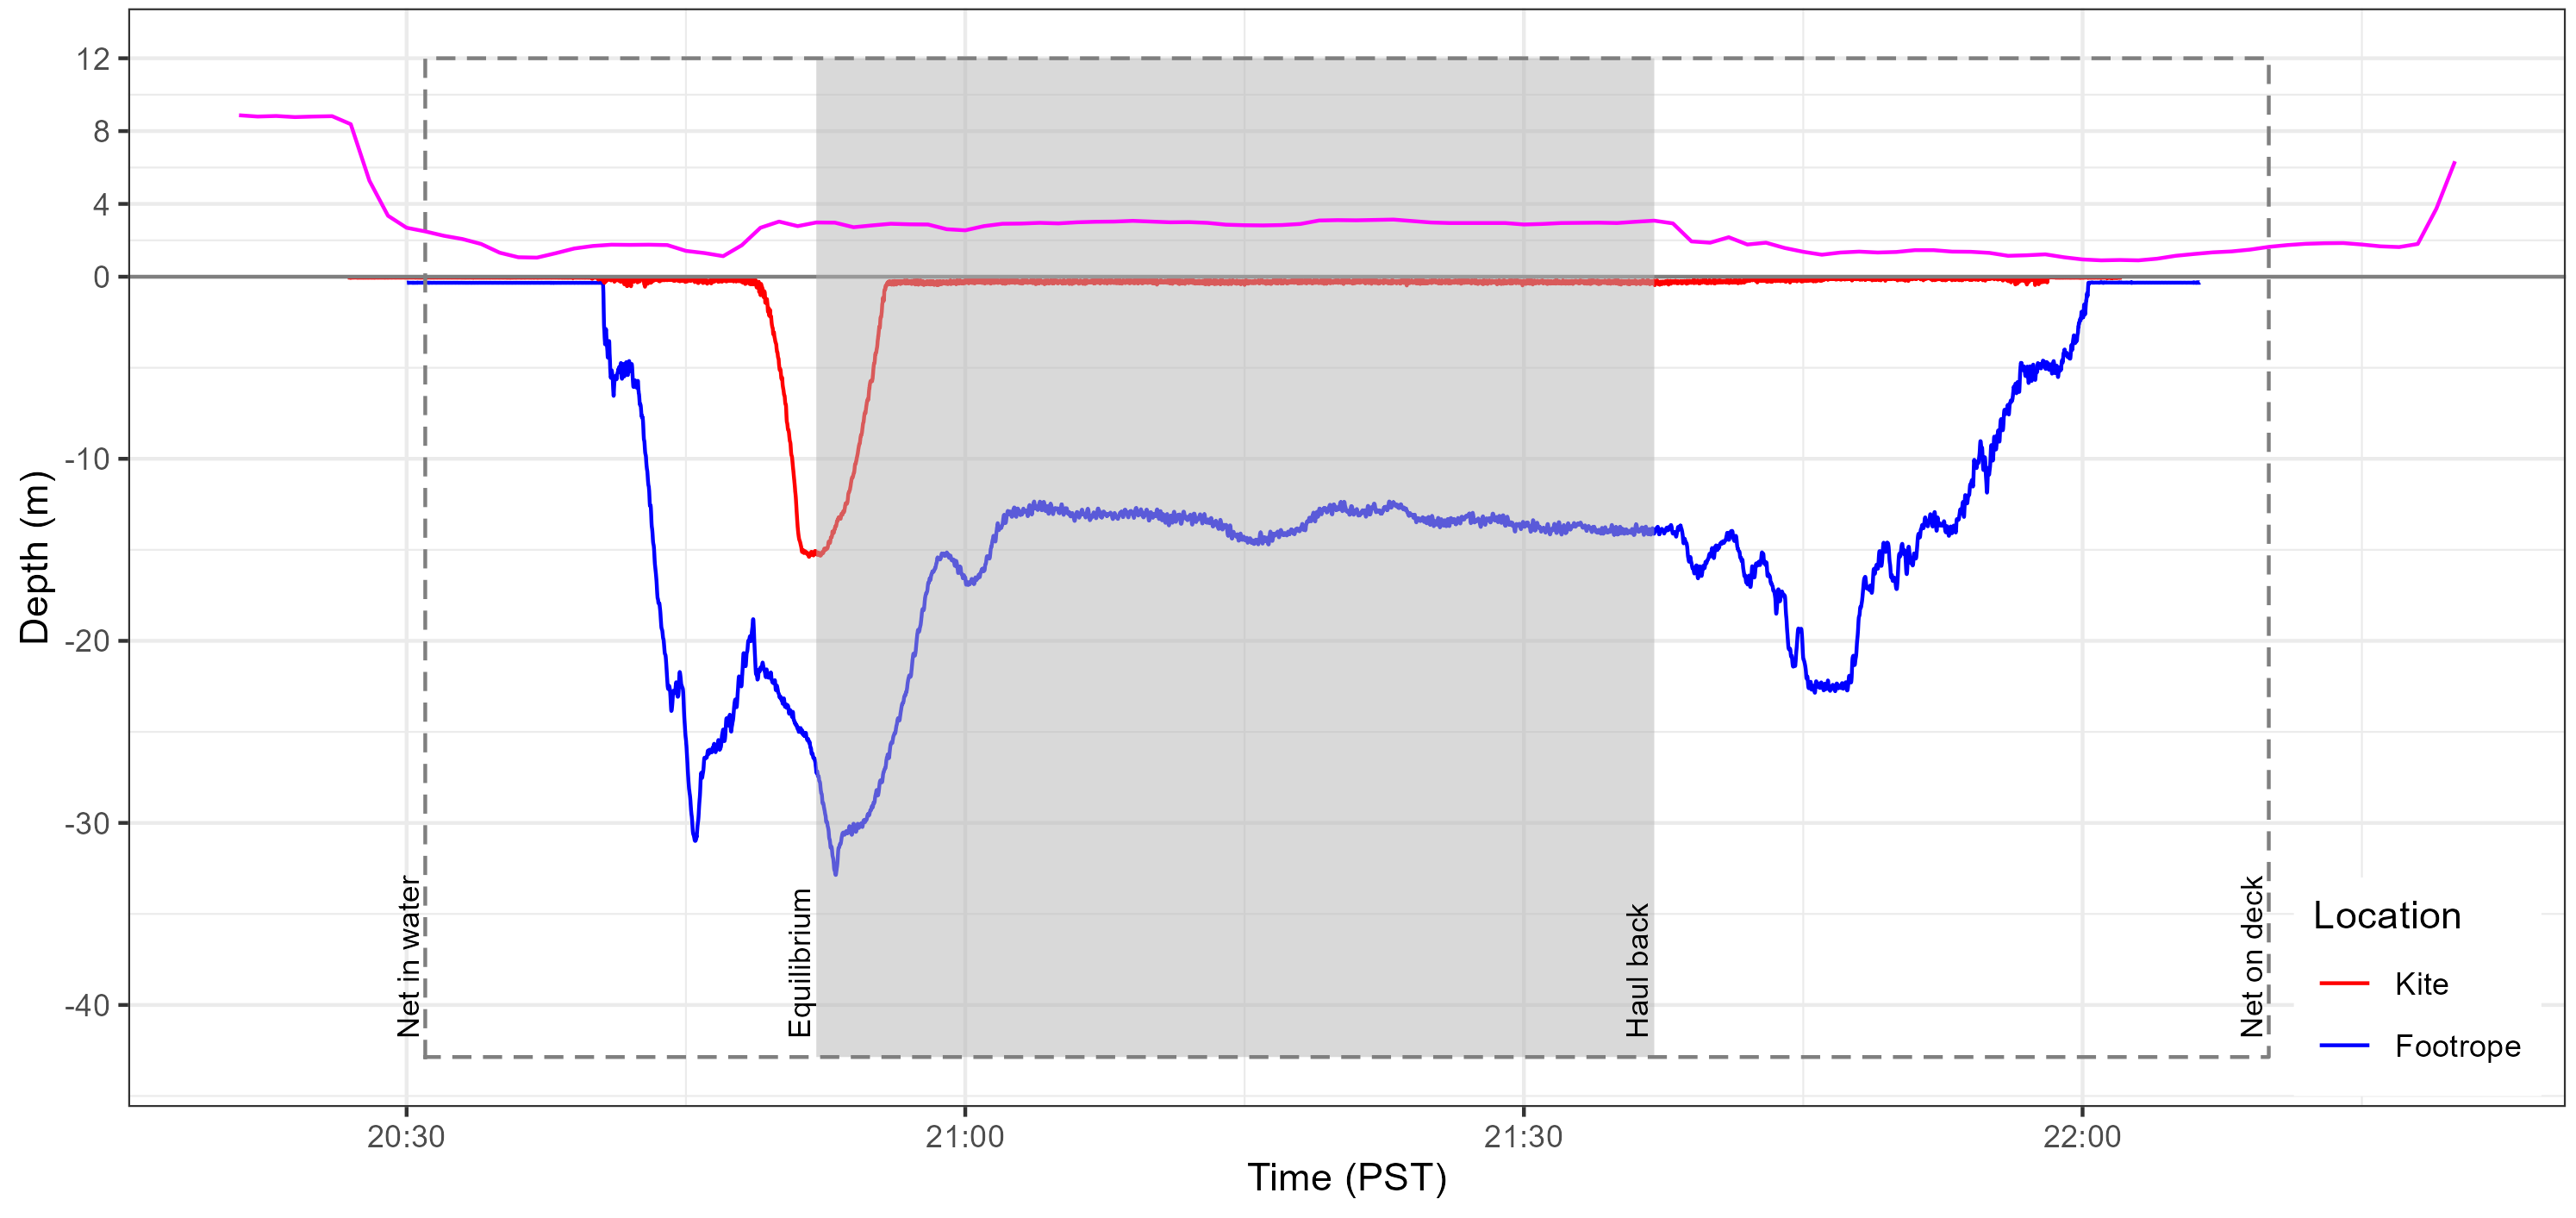 12
8
4
0
-10
-20
-30
-40
Depth (m)
Net in water
Equilibrium
Haul back
Net on deck
Location
Kite
Footrope
20:30
21:00
21:30
22:00
Time (PST)